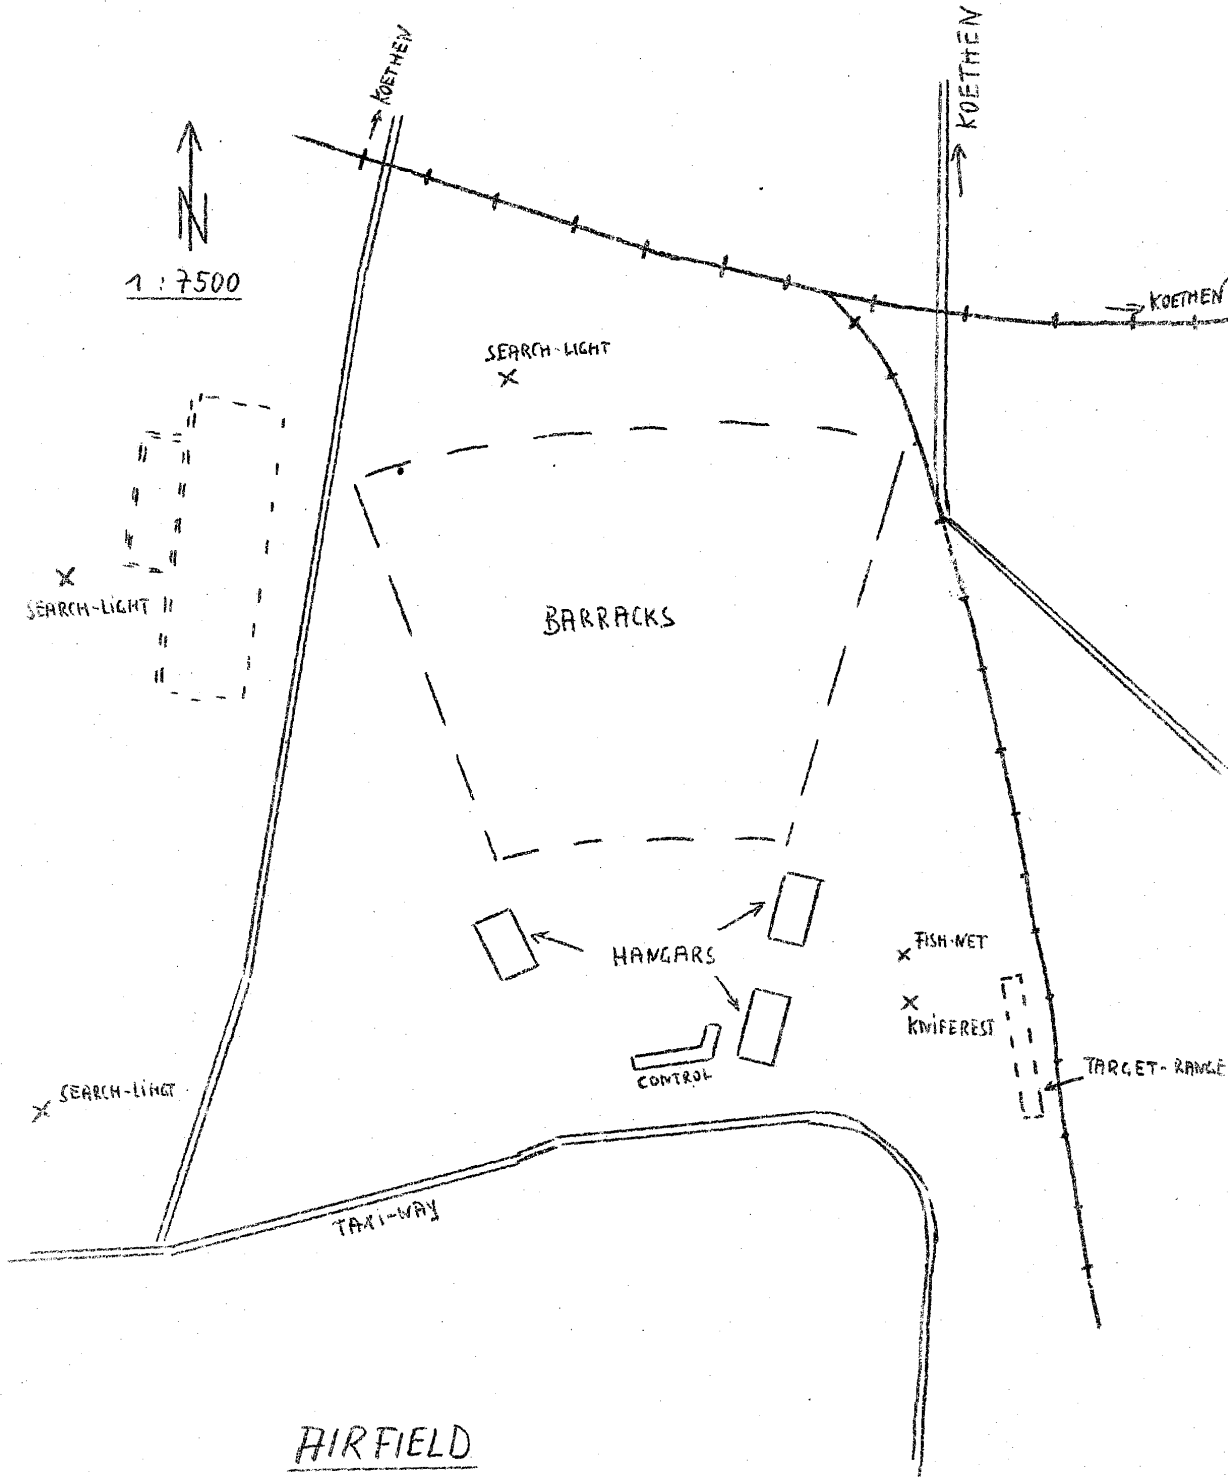 KOETHEN
KOETHEN
N
1 : 7500
KOETHEN
SEARCH-LIGHT
SEARCH-LIGHT
BARRACKS
HANGARS
FISH-NET
KNIFEREST
CONTROL
TARGET-RANGE
SEARCH-LIHGT
TAXI-WAY
AIRFIELD